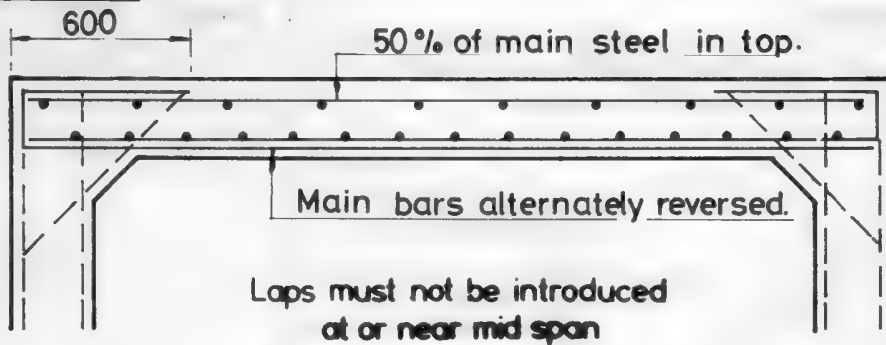 600
50% of main steel in top.
Main bars alternately reversed.
Laps must not be introduced
at or near mid span